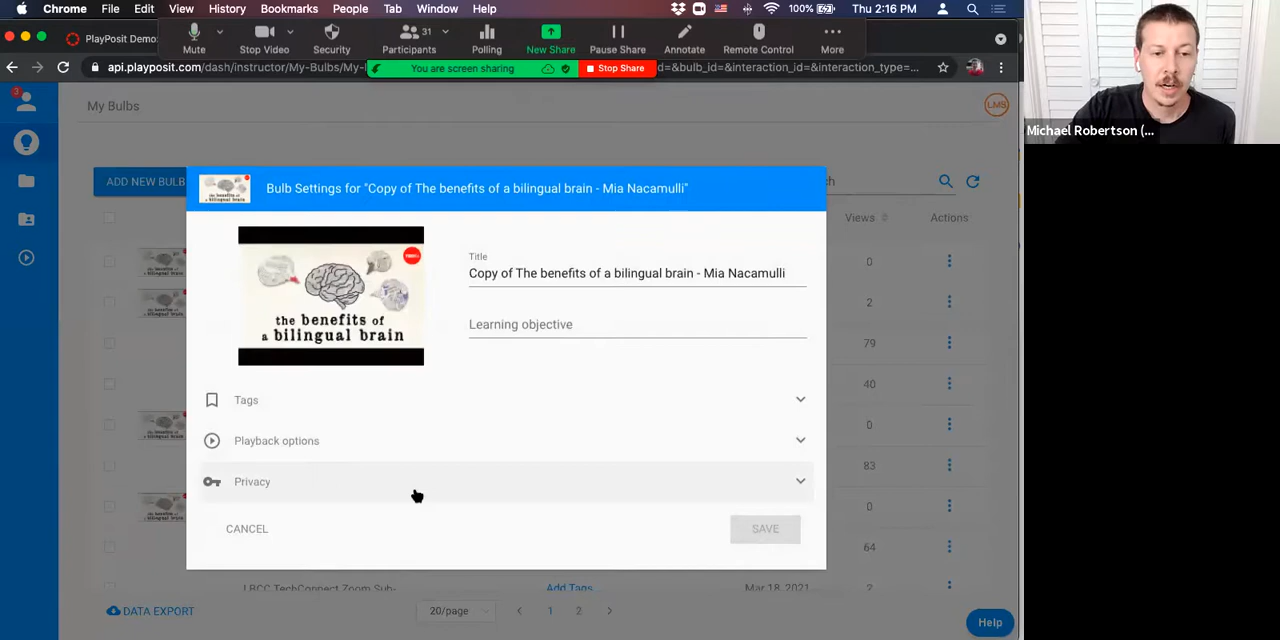 Chrome File Edit View History Bookmarks People Tab Window Help 100% Thu 2:16 PM
PlayPosit Demo:
Mute Stop Video Security Participants 31 Polling New Share Pause Share Annotate Remote Control More
api.playposit.com/dash/instructor/My-Bulbs/My-
You are screen sharing Stop Share
d=&bulb_id=&interaction_id=&interaction_type=...
Michael Robertson (...
3
My Bulbs
LMS
ADD NEW BULB
Bulb Settings for "Copy of The benefits of a bilingual brain - Mia Nacamulli"
Views Actions
the benefits of
a bilingual brain
Title
Copy of The benefits of a bilingual brain - Mia Nacamulli
Learning objective
Tags
Playback options
Privacy
CANCEL SAVE
0
2
79
40
0
83
0
64
LBCC TechConnect Zoom Sub-
Add Tags...
Mar 18, 2021
2
DATA EXPORT
20/page
1 2
Help